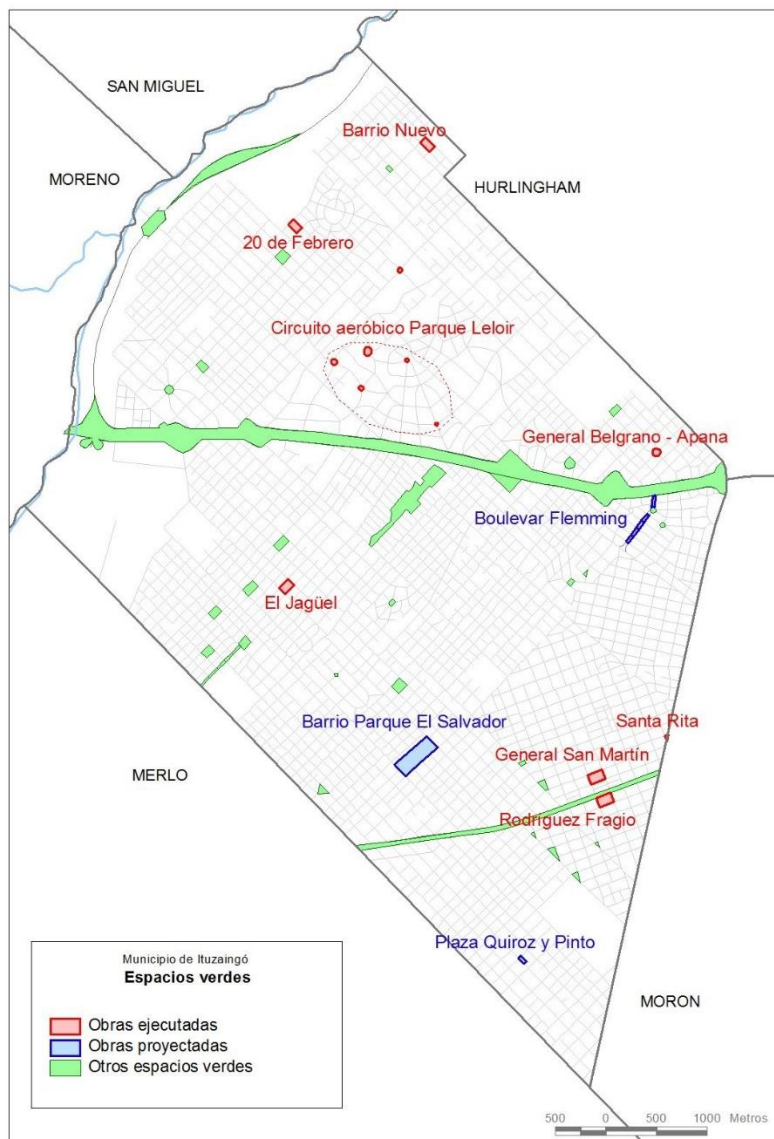 SAN MIGUEL
Barrio Nuevo
MORENO
HURLINGHAM
20 de Febrero
Circuito aeróbico Parque Leloir
General Belgrano - Apana
Boulevar Flemming
El Jagüel
Barrio Parque El Salvador
Santa Rita
General San Martín
MERLO
Rodríguez Fragio
Plaza Quiroz y Pinto
MORON
Municipio de Ituzaingó
Espacios verdes
Obras ejecutadas
Obras proyectadas
Otros espacios verdes
500 0 500 1000 Metros